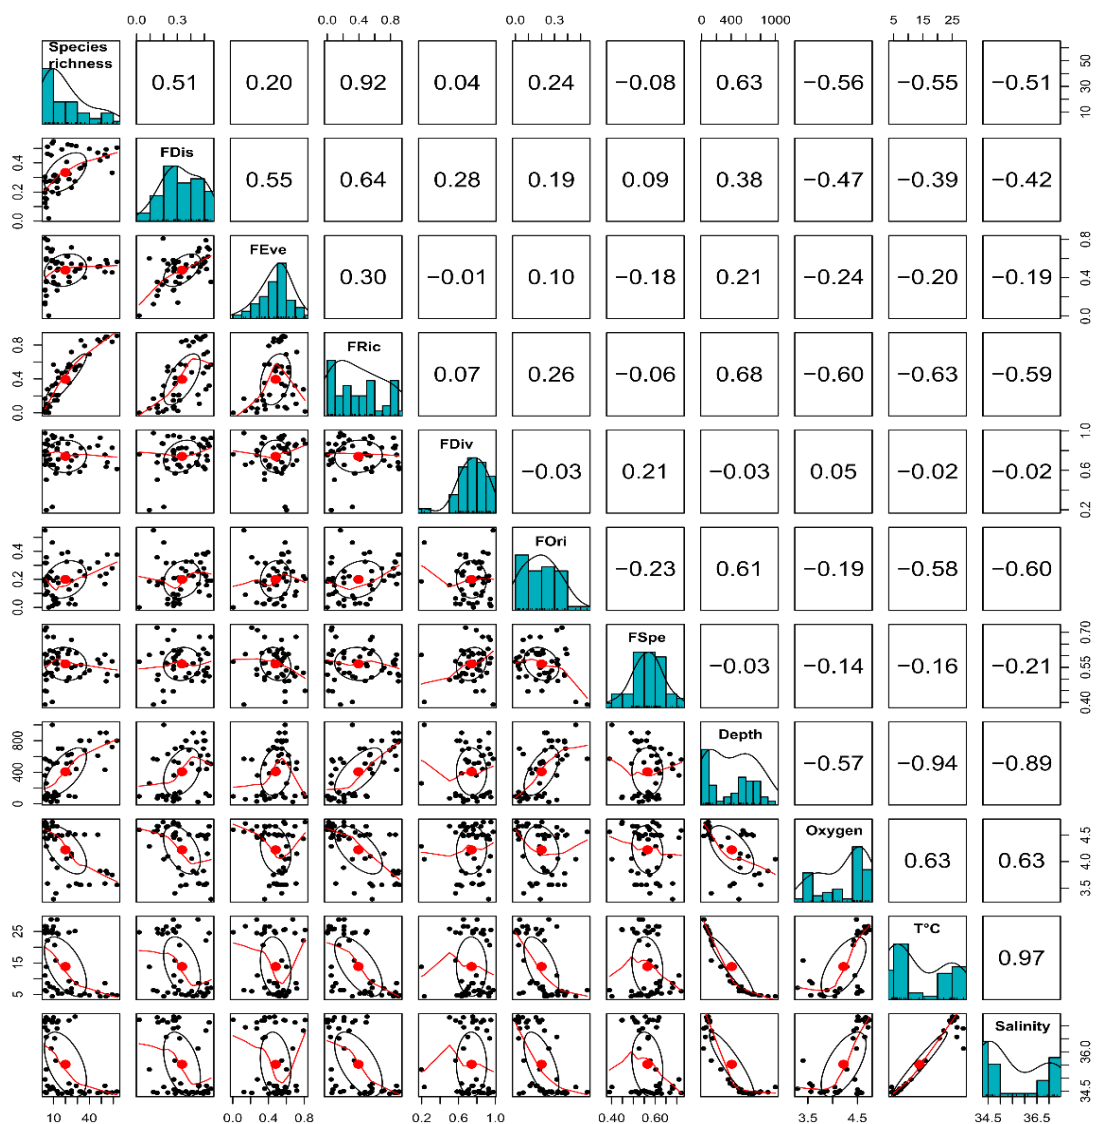 0.0 0.3 0.0 0.4 0.8 0.0 0.3 0 400 1000 5 15 25
Species
richness
0.51 0.20 0.92 0.04 0.24 −0.08 0.63 −0.56 −0.55 −0.51
10 30 50
0.0 0.2 0.4
FDis
0.55 0.64 0.28 0.19 0.09 0.38 −0.47 −0.39 −0.42
FEve
0.30 −0.01 0.10 −0.18 0.21 −0.24 −0.20 −0.19
0.0 0.4 0.8
0.0 0.4 0.8
FRic
0.07 0.26 −0.06 0.68 −0.60 −0.63 −0.59
FDiv
−0.03 0.21 −0.03 0.05 −0.02 −0.02
0.2 0.6 1.0
0.0 0.2 0.4
FOri
−0.23 0.61 −0.19 −0.58 −0.60
FSpe
−0.03 −0.14 −0.16 −0.21
0.40 0.55 0.70
0 400 800
Depth
−0.57 −0.94 −0.89
Oxygen
0.63 0.63
3.5 4.0 4.5
5 15 25
T°C
0.97
Salinity
34.5 36.0
10 40 0.0 0.4 0.8 0.2 0.6 1.0 0.40 0.60 3.5 4.5 34.5 36.5